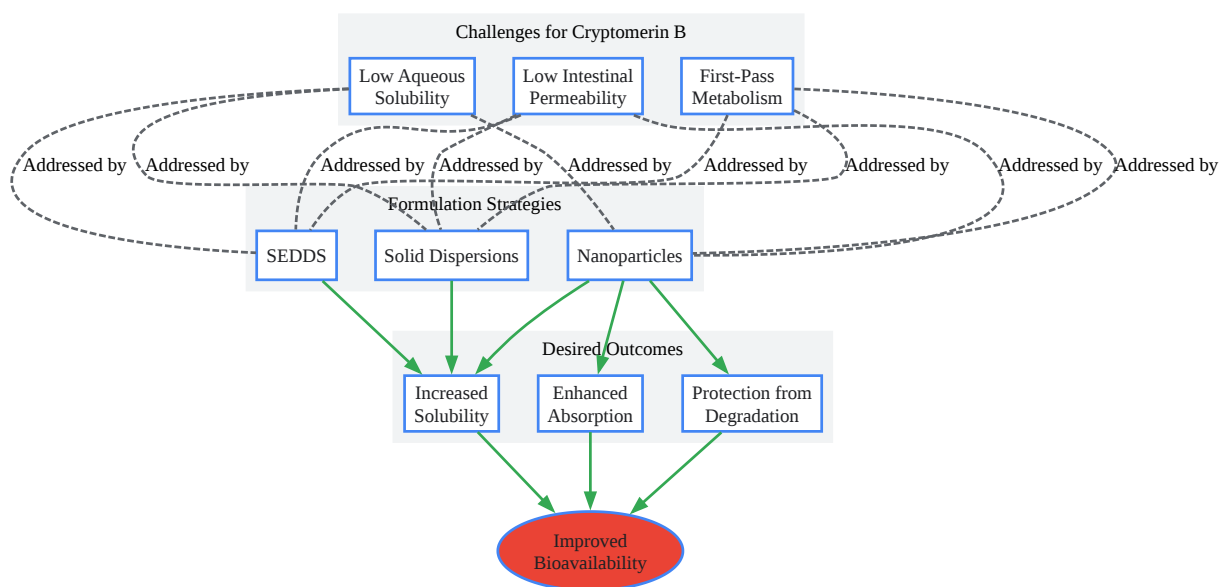 Challenges for Cryptomerin B
Low Aqueous
Solubility
Low Intestinal
Permeability
First-Pass
Metabolism
Addressed by
Addressed by
Addressed by
Addressed by
Addressed by
Addressed by
Addressed by
Addressed by
Addressed by
Formulation Strategies
SEDDS
Solid Dispersions
Nanoparticles
Desired Outcomes
Increased
Solubility
Enhanced
Absorption
Protection from
Degradation
Improved
Bioavailability